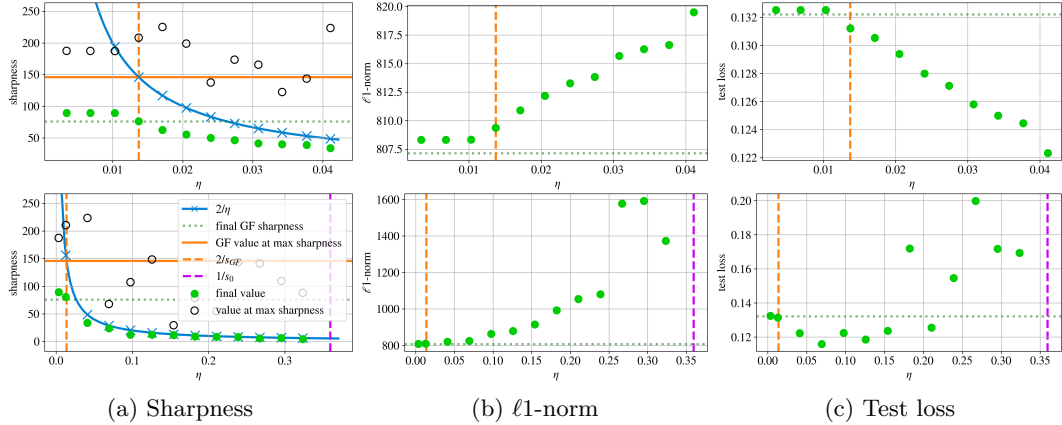 250
200
150
100
50
sharpness
0.01
0.02
0.03
0.04
η
820.0
817.5
815.0
812.5
810.0
807.5
ℓ1-norm
0.01
0.02
0.03
0.04
η
0.132
0.130
0.128
0.126
0.124
0.122
test loss
0.01
0.02
0.03
0.04
η
250
200
150
100
50
0
sharpness
0.0
0.1
0.2
0.3
η
2/η
final GF sharpness
GF value at max sharpness
2/s_GF
1/s_0
final value
value at max sharpness
1600
1400
1200
1000
800
ℓ1-norm
0.00
0.05
0.10
0.15
0.20
0.25
0.30
0.35
η
0.20
0.18
0.16
0.14
0.12
test loss
0.00
0.05
0.10
0.15
0.20
0.25
0.30
0.35
η
(a) Sharpness
(b) ℓ1-norm
(c) Test loss